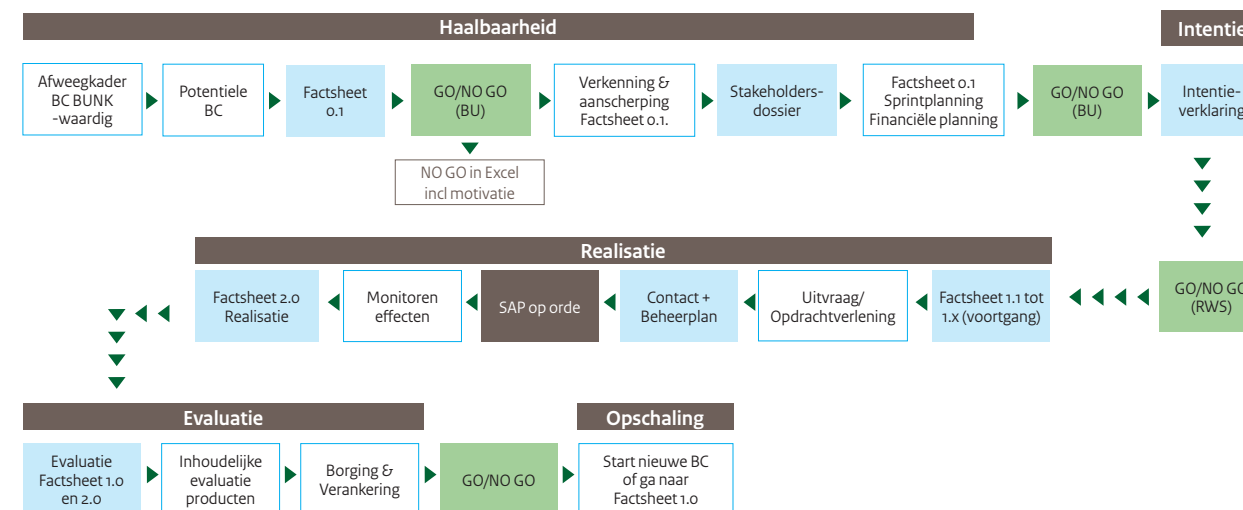 Haalbaarheid
Intentie
Afweegkader
BC BUNK
-waardig
Potentiele
BC
Factsheet
0.1
GO/NO GO
(BU)
Verkenning &
aanscherping
Factsheet 0.1.
Stakeholders-
dossier
Factsheet 0.1
Sprintplanning
Financiële planning
GO/NO GO
(BU)
Intentie-
verklaring
NO GO in Excel
incl motivatie
Realisatie
Factsheet 2.0
Realisatie
Monitoren
effecten
SAP op orde
Contact +
Beheerplan
Uitvraag/
Opdrachtverlening
Factsheet 1.1 tot
1.x (voortgang)
GO/NO GO
(RWS)
Evaluatie
Opschaling
Evaluatie
Factsheet 1.0
en 2.0
Inhoudelijke
evaluatie
producten
Borging &
Verankering
GO/NO GO
Start nieuwe BC
of ga naar
Factsheet 1.0